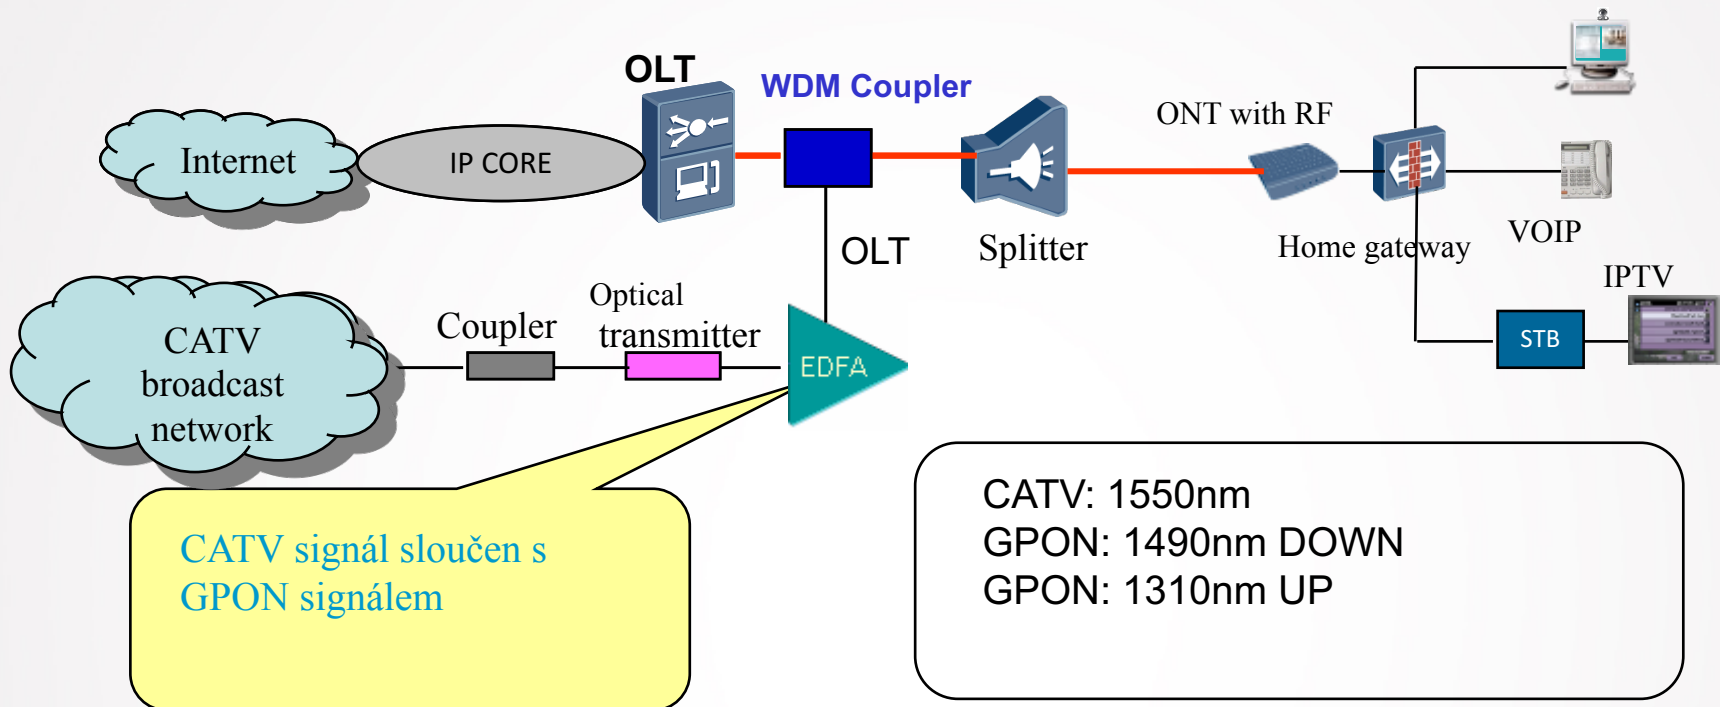 OLT
WDM Coupler
ONT with RF
Internet
IP CORE
OLT
Splitter
Home gateway
VOIP
IPTV
CATV
broadcast
network
Coupler
Optical
transmitter
EDFA
STB
CATV signál sloučen s
GPON signálem
CATV: 1550nm
GPON: 1490nm DOWN
GPON: 1310nm UP